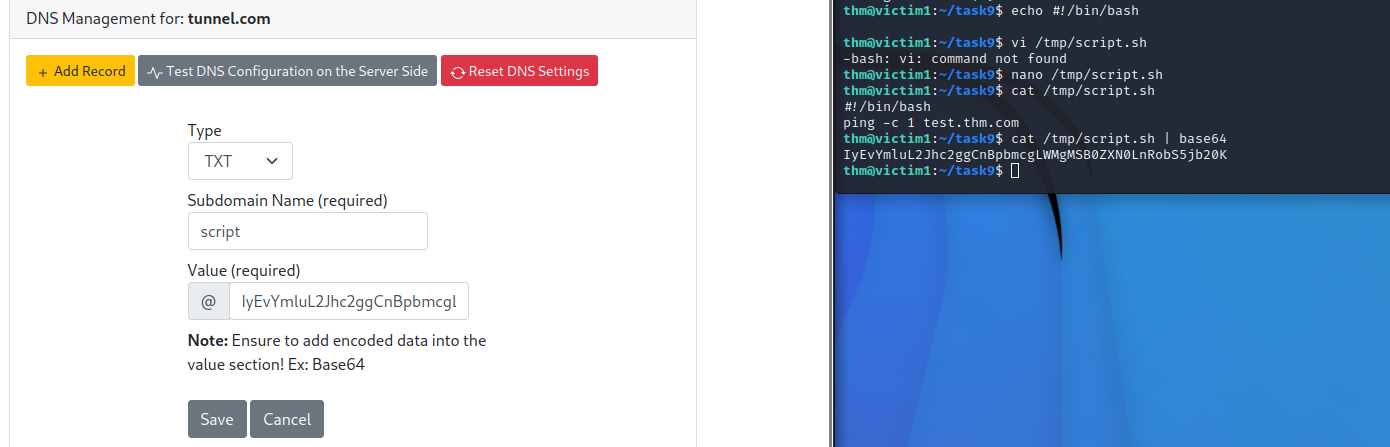 DNS Management for: tunnel.com
+ Add Record
Test DNS Configuration on the Server Side
Reset DNS Settings
Type
TXT
Subdomain Name (required)
script
Value (required)
@
IyEvYmluL2Jhc2ggCnBpbmcgL
Note: Ensure to add encoded data into the
value section! Ex: Base64
Save
Cancel
thm@victim1:~/task9$ echo #!/bin/bash
thm@victim1:~/task9$ vi /tmp/script.sh
-bash: vi: command not found
thm@victim1:~/task9$ nano /tmp/script.sh
thm@victim1:~/task9$ cat /tmp/script.sh
#!/bin/bash
ping -c 1 test.thm.com
thm@victim1:~/task9$ cat /tmp/script.sh | base64
IyEvYmluL2Jhc2ggCnBpbmcgLWMgMSB0ZXN0LnRobS5jb20K
thm@victim1:~/task9$